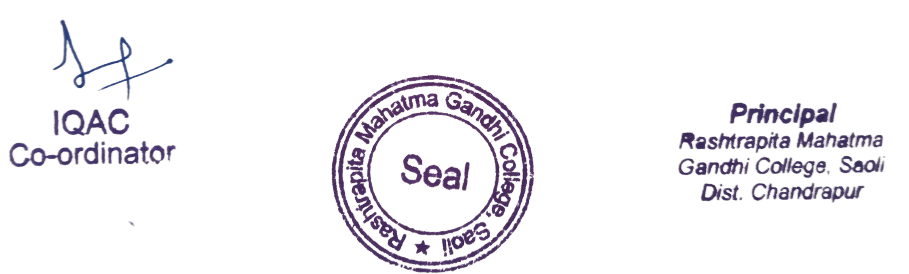 IQAC
Co-ordinator
Rashtrapita Mahatma Gandhi College, Saoli ★
Seal
Principal
Rashtrapita Mahatma
Gandhi College, Saoli
Dist. Chandrapur